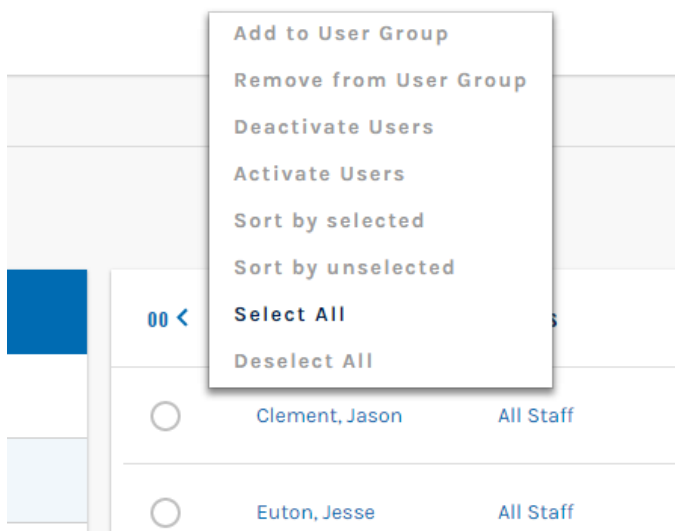 Add to User Group
Remove from User Group
Deactivate Users
Activate Users
Sort by selected
Sort by unselected
Select All
Deselect All
00
Clement, Jason All Staff
Euton, Jesse All Staff